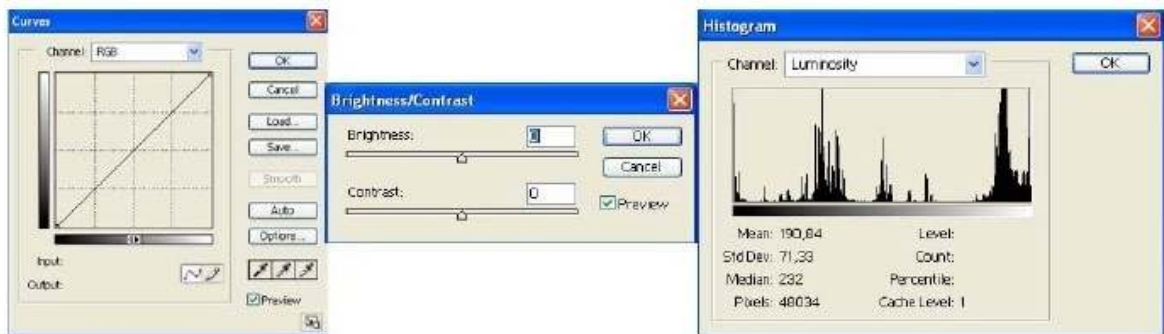 Curves
Channel: RGB
OK
Cancel
Load...
Save...
Smooth
Auto
Options...
Input:
Output:
Preview
Brightness/Contrast
Brightness:
OK
Cancel
Contrast: 0
Preview
Histogram
Channel: Luminosity
OK
Mean: 190,84 Level:
Std Dev: 71,33 Count:
Median: 232 Percentile:
Pixels: 48034 Cache Level: 1